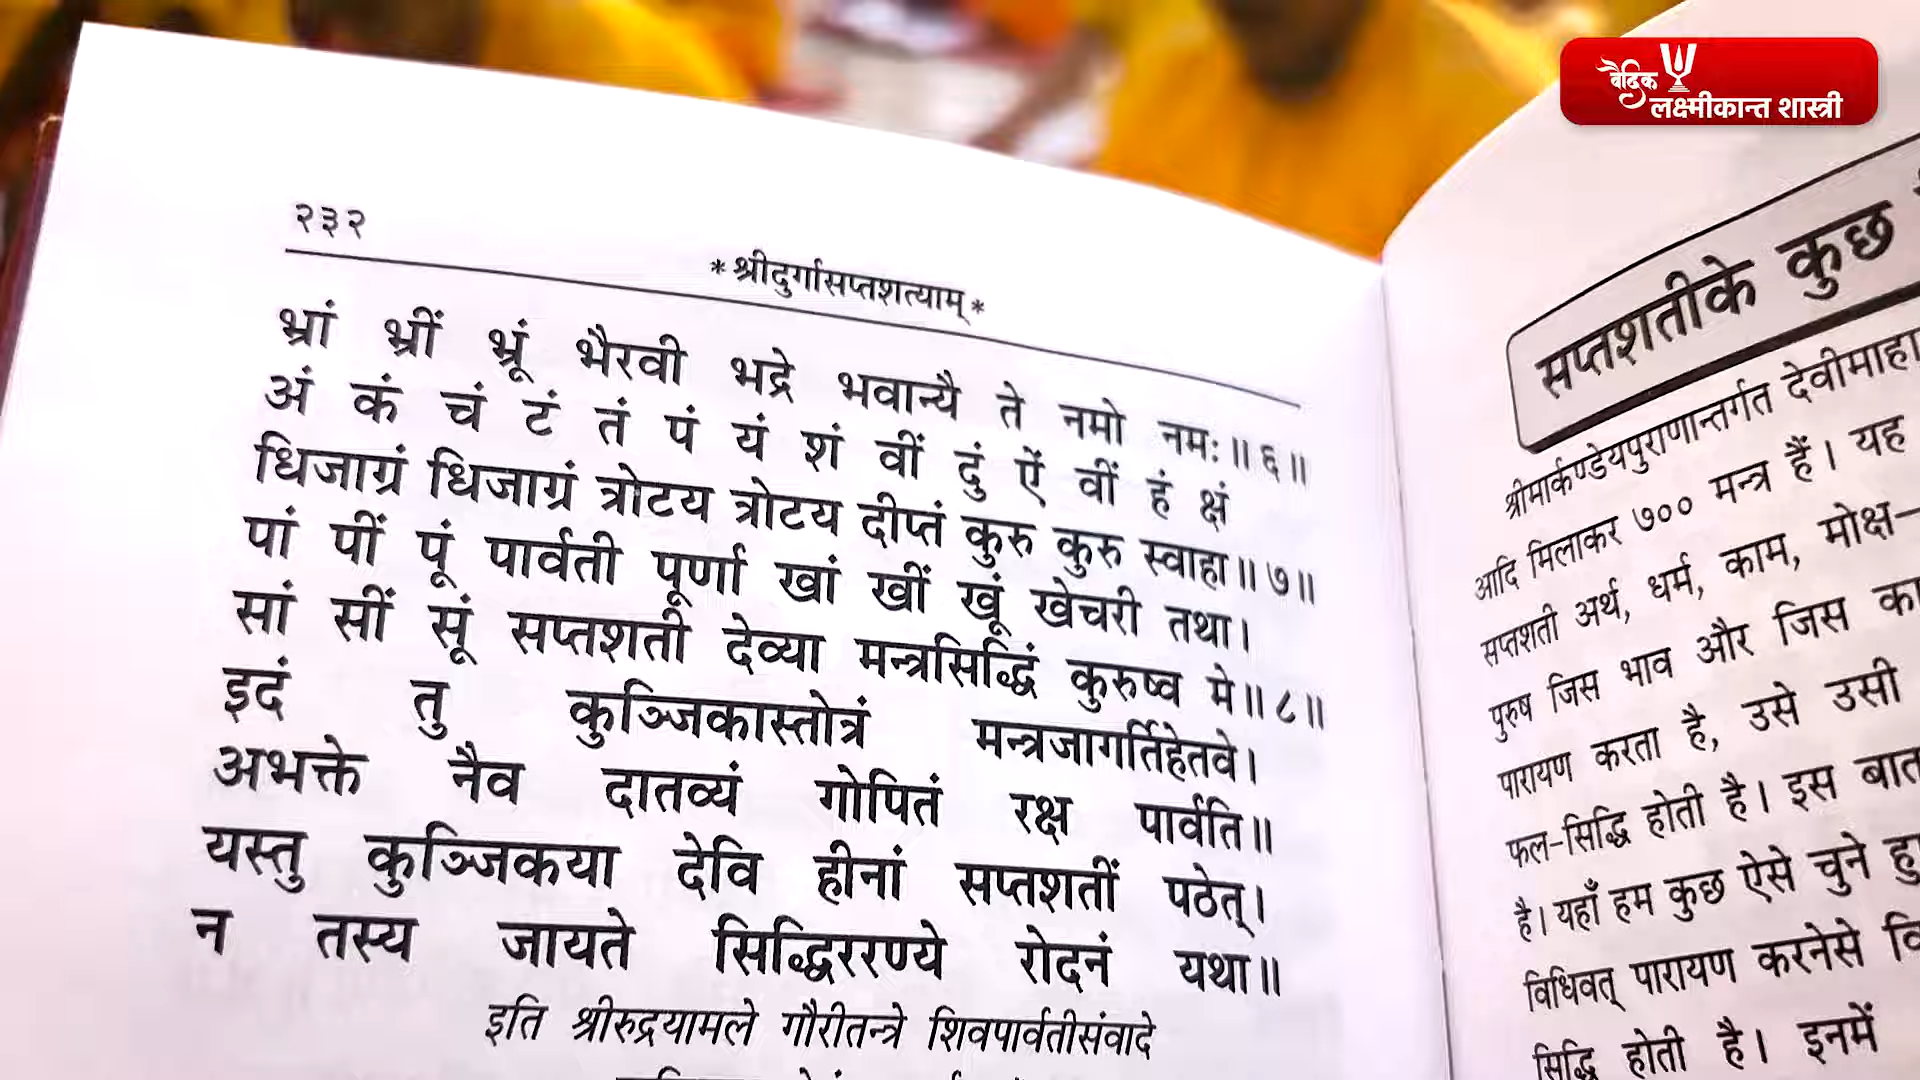 वैदिक
लक्ष्मीकान्त शास्त्री
२३२
*श्रीदुर्गासप्तशत्याम्*
भ्रां भ्रीं भ्रूं भैरवी भद्रे भवान्यै ते नमो नमः॥६॥
अं कं चं टं तं पं यं शं वीं दुं ऐं वीं हं क्षं
धिजाग्रं धिजाग्रं त्रोटय त्रोटय दीप्तं कुरु कुरु स्वाहा॥७॥
पां पीं पूं पार्वती पूर्णा खां खीं खूं खेचरी तथा।
सां सीं सूं सप्तशती देव्या मन्त्रसिद्धिं कुरुष्व मे॥८॥
इदं तु कुञ्जिकास्तोत्रं मन्त्रजागर्तिहेतवे।
अभक्ते नैव दातव्यं गोपितं रक्ष पार्वति॥
यस्तु कुञ्जिकया देवि हीनां सप्तशतीं पठेत्।
न तस्य जायते सिद्धिररण्ये रोदनं यथा॥
इति श्रीरुद्रयामले गौरीतन्त्रे शिवपार्वतीसंवादे
सप्तशतीके कुछ
श्रीमार्कण्डेयपुराणान्तर्गत
आदि मिलाकर ७०० मन्त्र हैं। यह
सप्तशती अर्थ, धर्म, काम, मोक्ष—
पुरुष जिस भाव और जिस
पारायण करता है, उसे उसी
फल-सिद्धि होती है। इस बात
है। यहाँ हम कुछ ऐसे चुने
विधिवत् पारायण करनेसे
सिद्धि होती है। इनमें